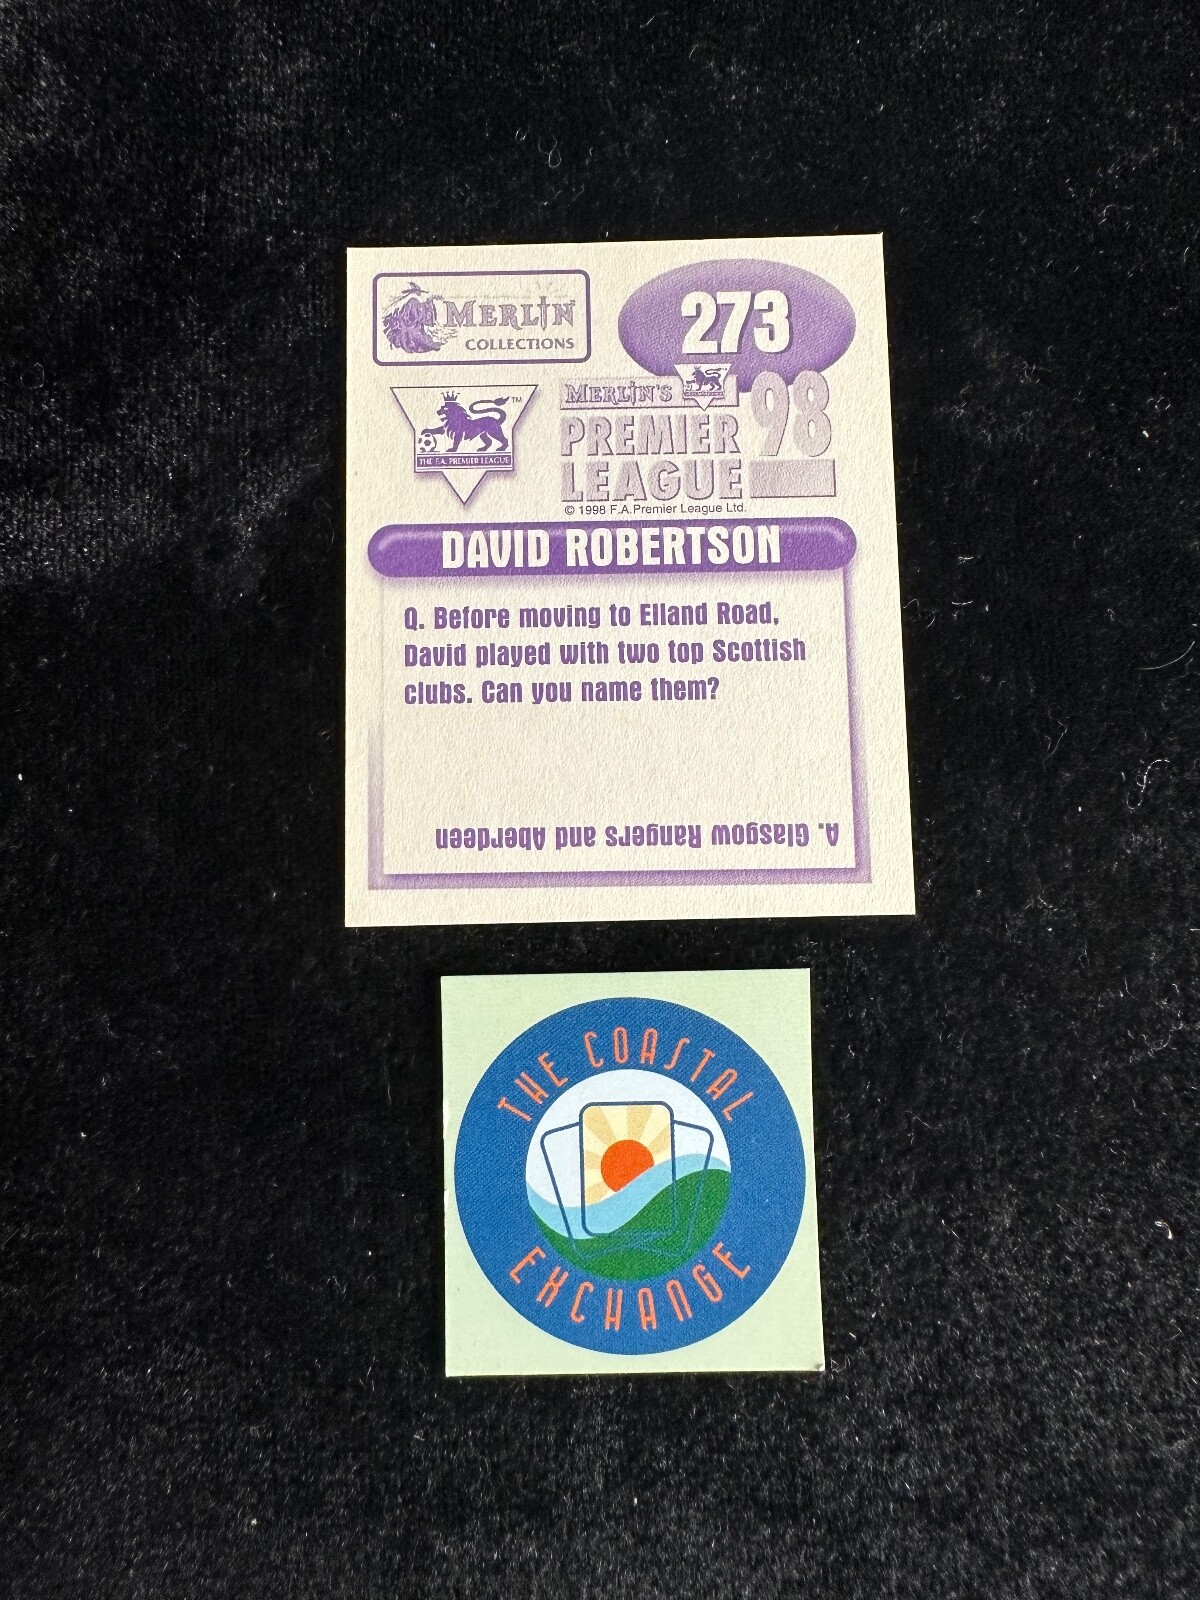 MERLIN
COLLECTIONS
273
THE F.A. PREMIER LEAGUE
TM
MERLIN'S
98
PREMIER
LEAGUE
© 1998 F.A. Premier League Ltd.
DAVID ROBERTSON
Q. Before moving to Elland Road,
David played with two top Scottish
clubs. Can you name them?
A. Glasgow Rangers and Aberdeen
THE COASTAL
EXCHANGE